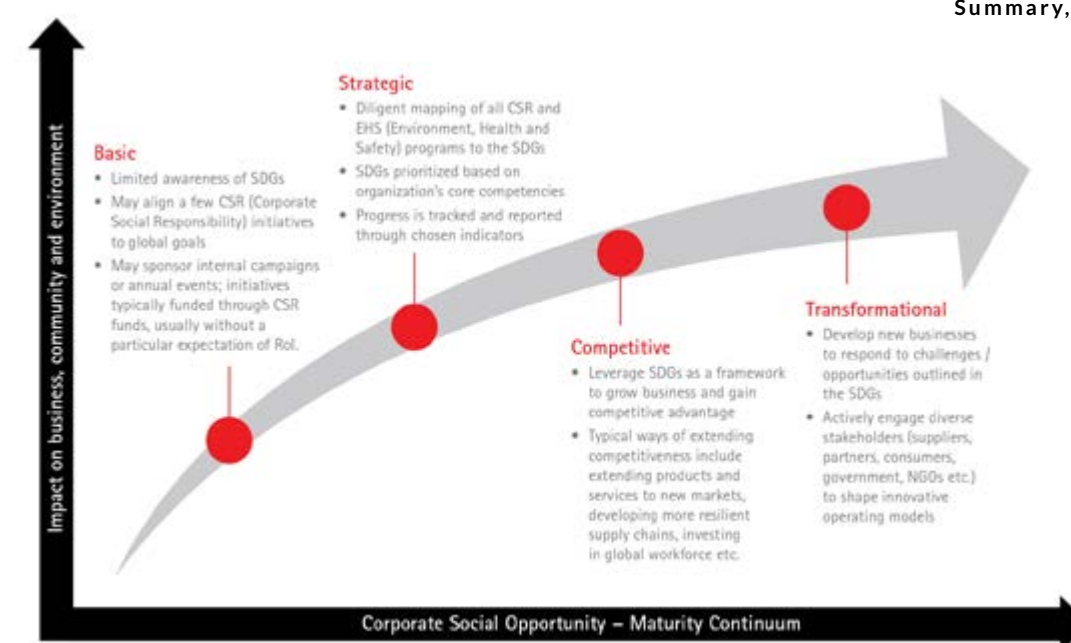 Summary,
Impact on business, community and environment
Basic
• Limited awareness of SDGs
• May align a few CSR (Corporate
Social Responsibility) initiatives
to global goals
• May sponsor internal campaigns
or annual events; initiatives
typically funded through CSR
funds, usually without a
particular expectation of RoI.
Strategic
• Diligent mapping of all CSR and
EHS (Environment, Health and
Safety) programs to the SDGs
• SDGs prioritized based on
organization's core competencies
• Progress is tracked and reported
through chosen indicators
Competitive
• Leverage SDGs as a framework
to grow business and gain
competitive advantage
• Typical ways of extending
competitiveness include
extending products and
services to new markets,
developing more resilient
supply chains, investing
in global workforce etc.
Transformational
• Develop new businesses
to respond to challenges /
opportunities outlined in
the SDGs
• Actively engage diverse
stakeholders (suppliers,
partners, consumers,
government, NGOs etc.)
to shape innovative
operating models
Corporate Social Opportunity – Maturity Continuum